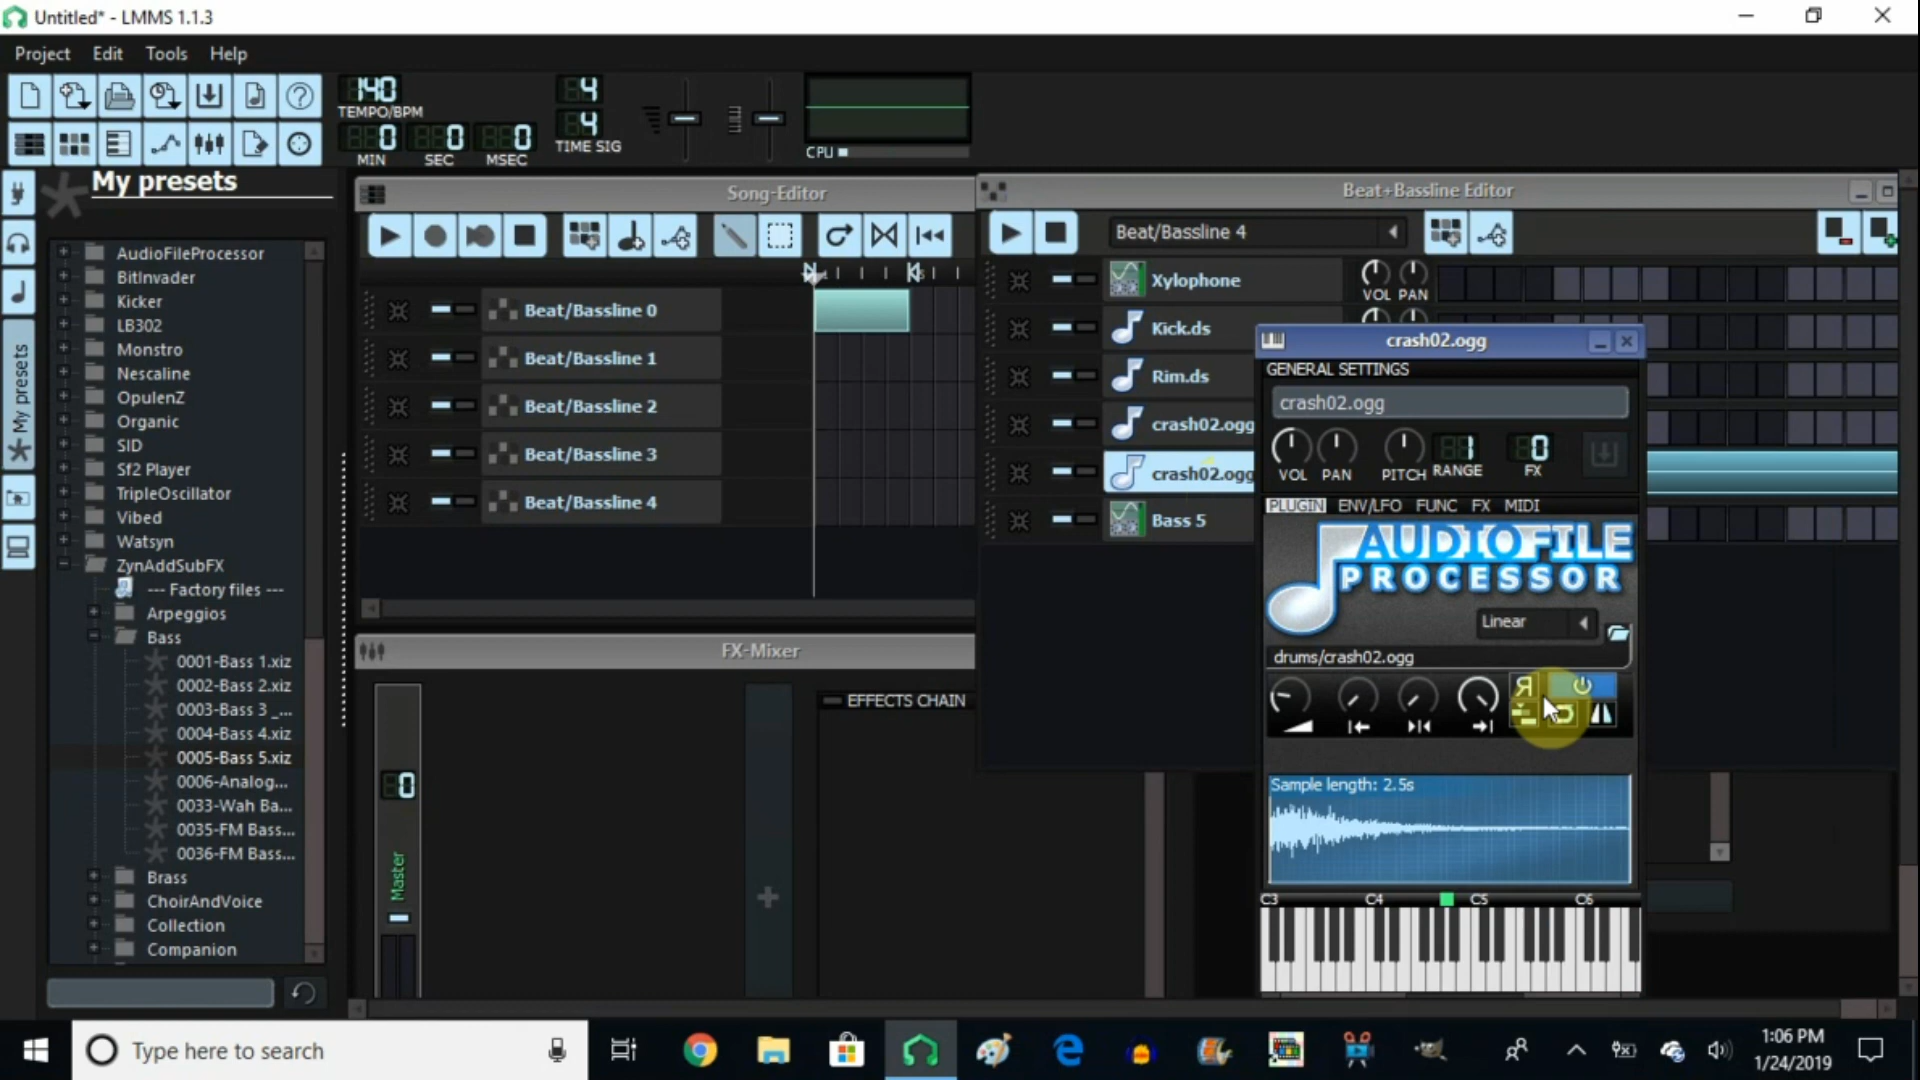 Untitled* - LMMS 1.1.3
Project Edit Tools Help
140
TEMPO/BPM
0 0 0
MIN SEC MSEC
4
4
TIME SIG
CPU
My presets
My presets
AudioFileProcessor
BitInvader
Kicker
LB302
Monstro
Nescaline
OpulenZ
Organic
SID
Sf2 Player
TripleOscillator
Vibed
Watsyn
ZynAddSubFX
--- Factory files ---
Arpeggios
Bass
0001-Bass 1.xiz
0002-Bass 2.xiz
0003-Bass 3 _...
0004-Bass 4.xiz
0005-Bass 5.xiz
0006-Analog...
0033-Wah Ba...
0035-FM Bass...
0036-FM Bass...
Brass
ChoirAndVoice
Collection
Companion
Song-Editor
Beat/Bassline 0
Beat/Bassline 1
Beat/Bassline 2
Beat/Bassline 3
Beat/Bassline 4
FX-Mixer
0
Master
EFFECTS CHAIN
Beat+Bassline Editor
Beat/Bassline 4
Xylophone
VOL PAN
Kick.ds
Rim.ds
crash02.ogg
crash02.ogg
Bass 5
crash02.ogg
GENERAL SETTINGS
crash02.ogg
1 0
VOL PAN PITCH RANGE FX
PLUGIN ENV/LFO FUNC FX MIDI
AUDIO FILE
PROCESSOR
Linear
drums/crash02.ogg
Sample length: 2.5s
C3 C4 C5 C6
Type here to search
1:06 PM
1/24/2019